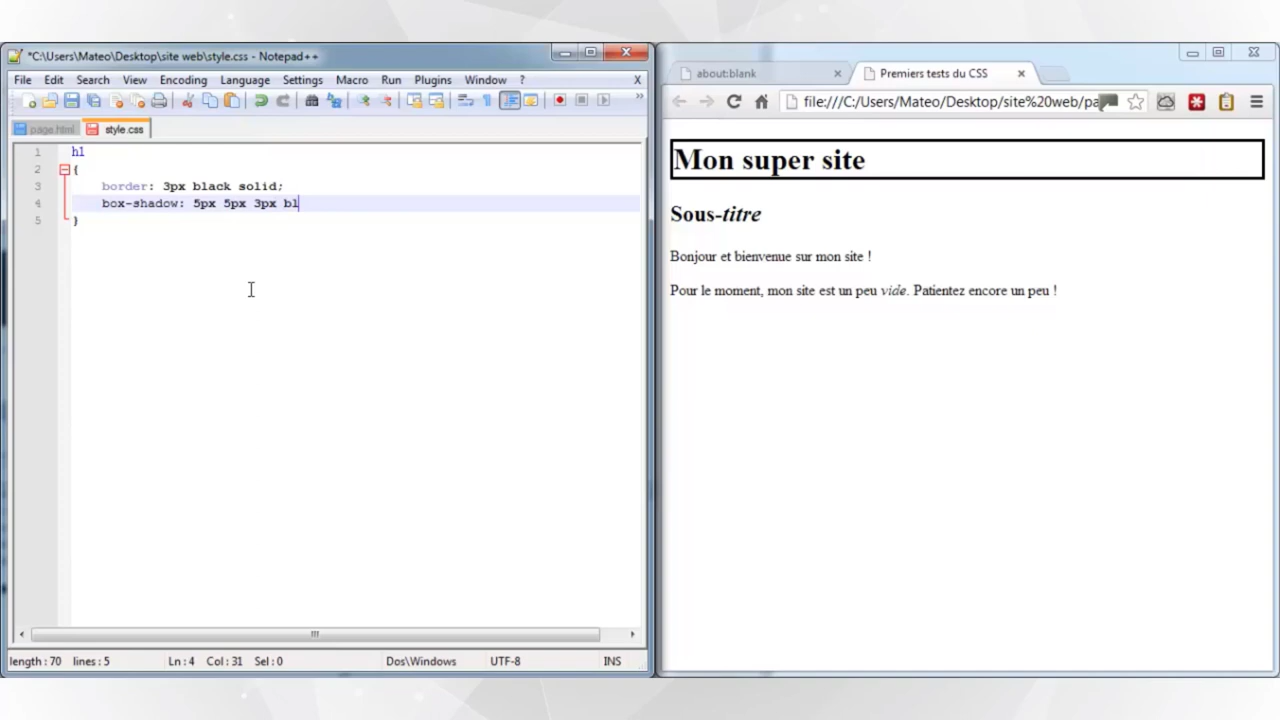 *C:\Users\Mateo\Desktop\site web\style.css - Notepad++
File Edit Search View Encoding Language Settings Macro Run Plugins Window ? X
page.html style.css
1 h1
2 {
3 border: 3px black solid;
4 box-shadow: 5px 5px 3px bl
5 }
length : 70 lines : 5 Ln : 4 Col : 31 Sel : 0 Dos\Windows UTF-8 INS
about:blank Premiers tests du CSS
file:///C:/Users/Mateo/Desktop/site%20web/pa
Mon super site
Sous-titre
Bonjour et bienvenue sur mon site !
Pour le moment, mon site est un peu vide. Patientez encore un peu !